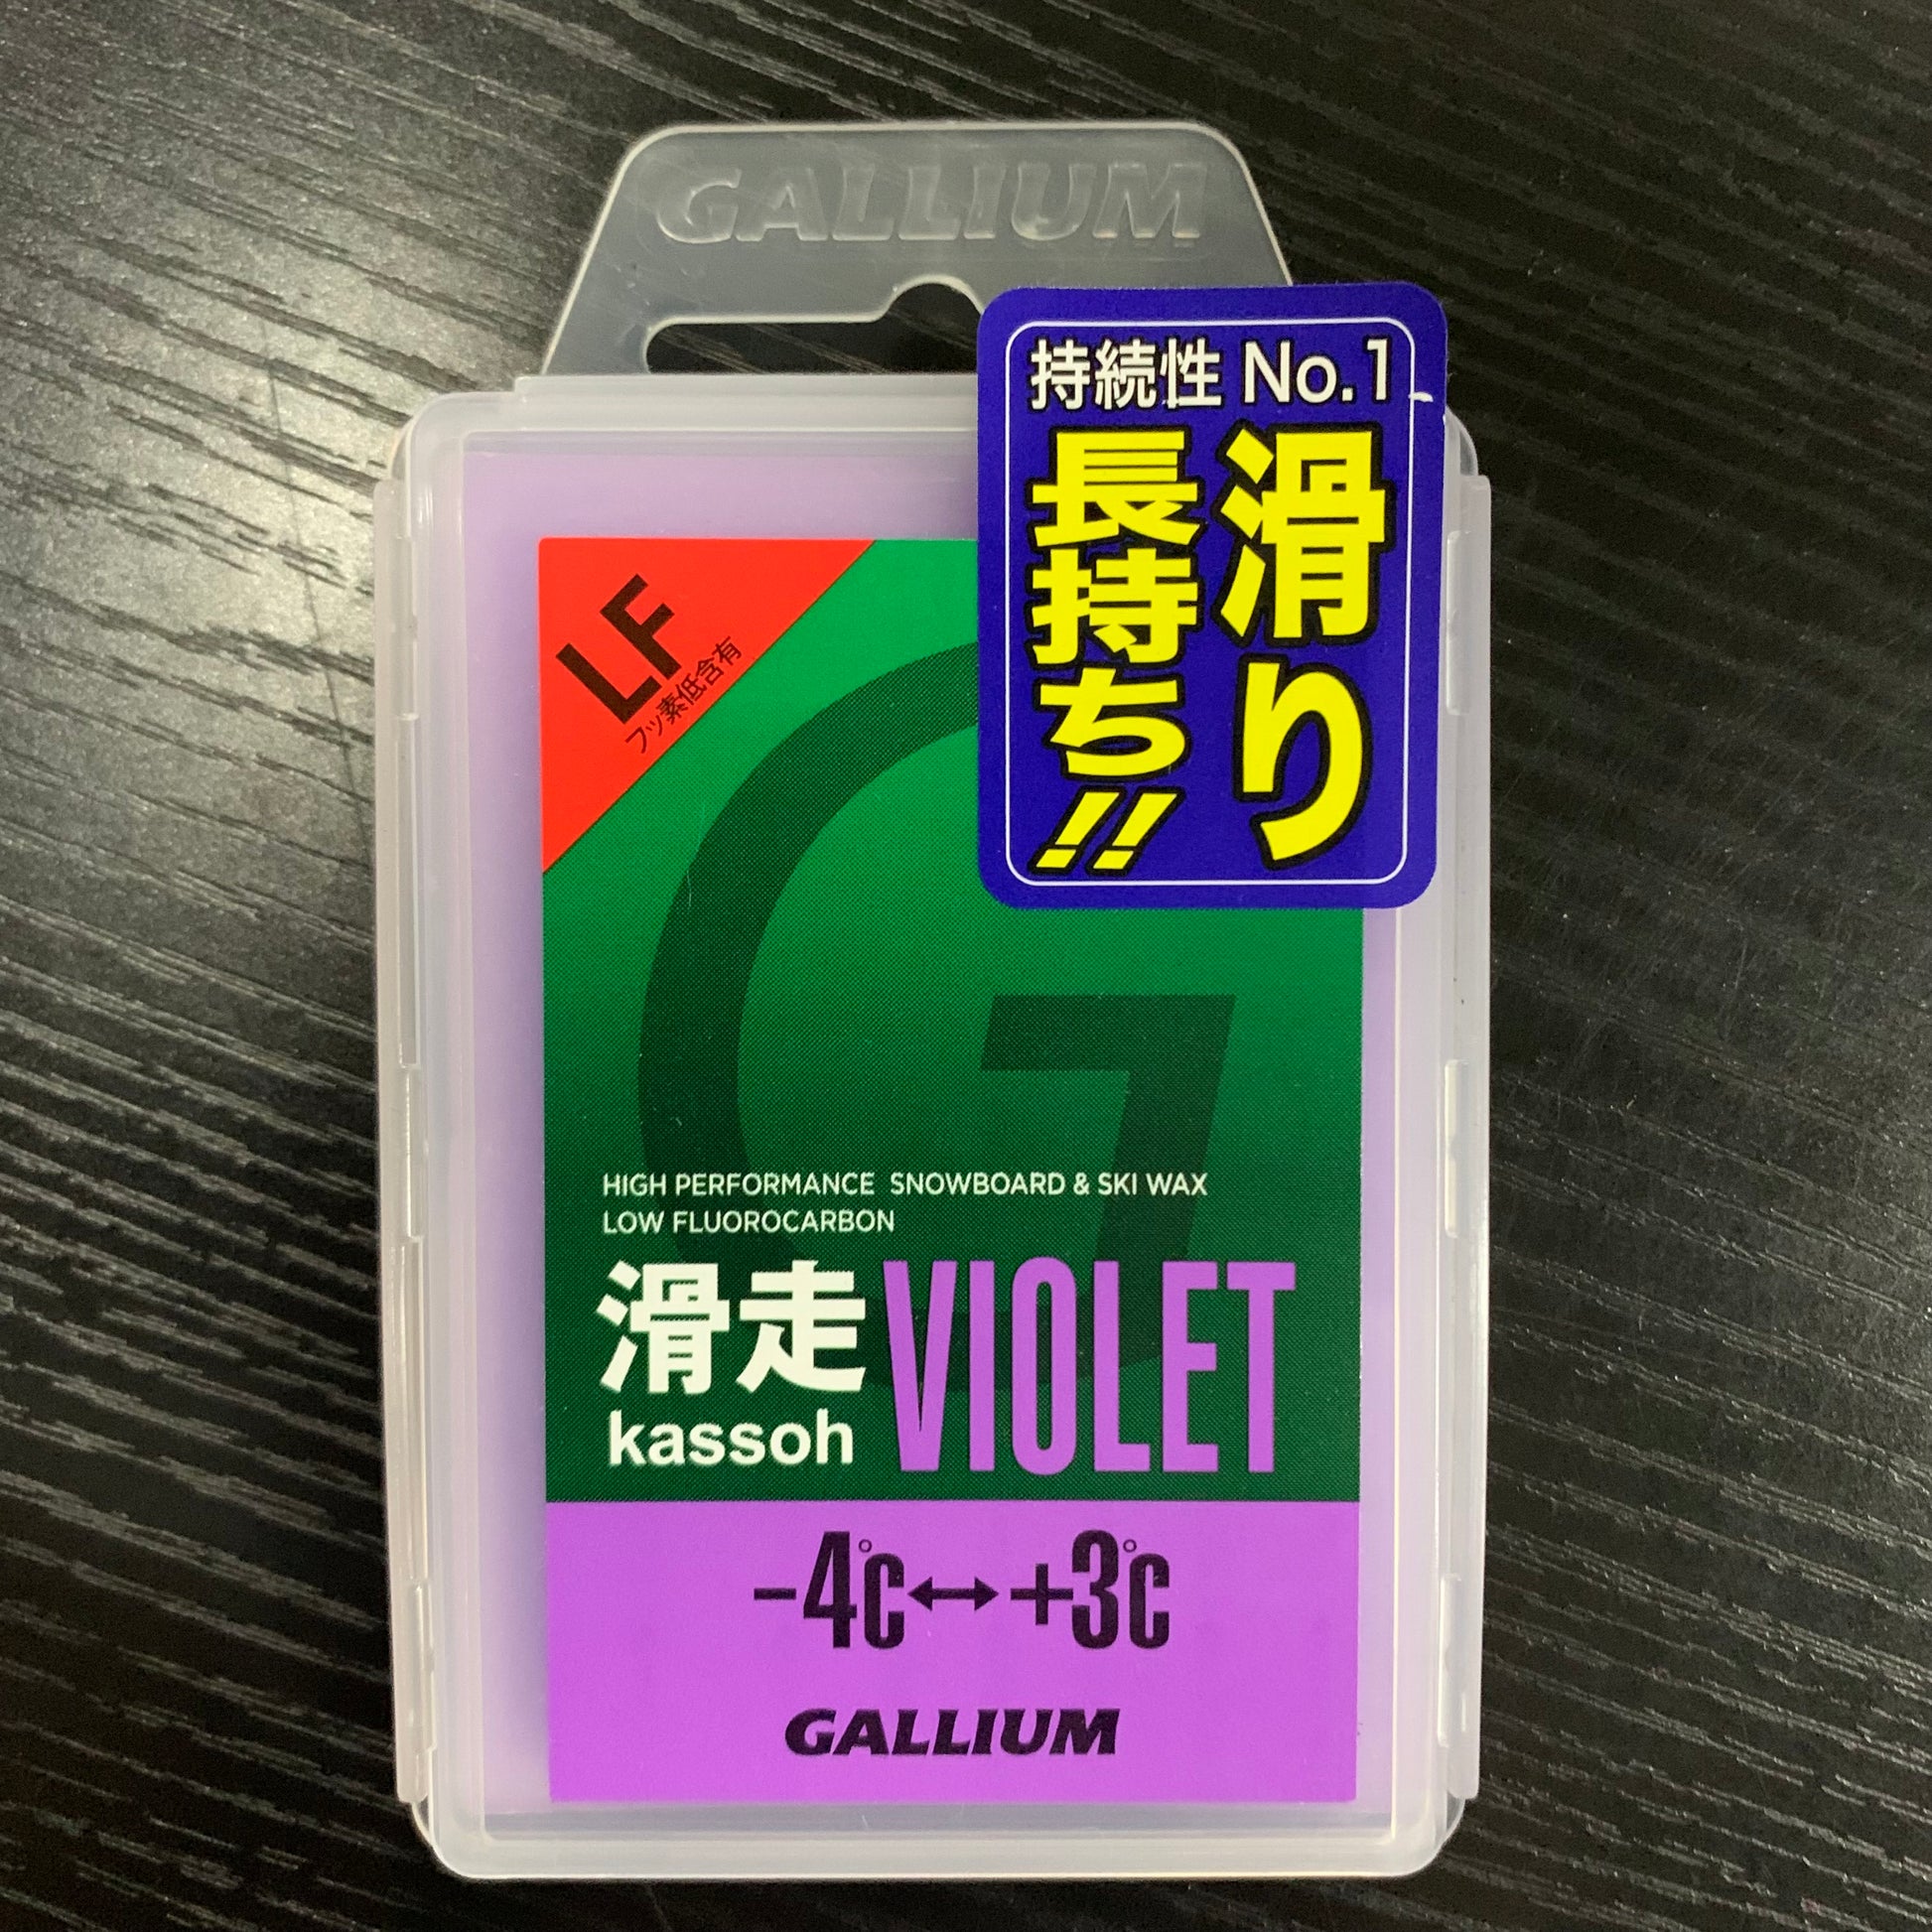 GALLIUM
持続性 No.1
滑り
長持ち!!
LF
フッ素低含有
HIGH PERFORMANCE SNOWBOARD & SKI WAX
LOW FLUOROCARBON
滑走 VIOLET
kassoh
-4℃↔+3℃
GALLIUM